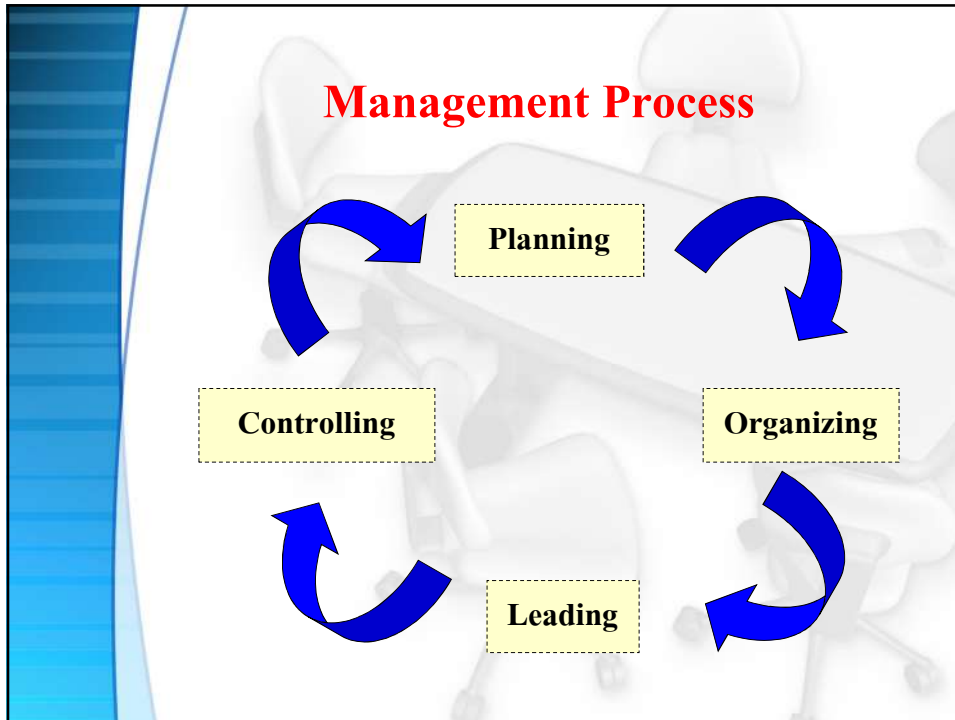 Management Process
Planning
Controlling
Organizing
Leading